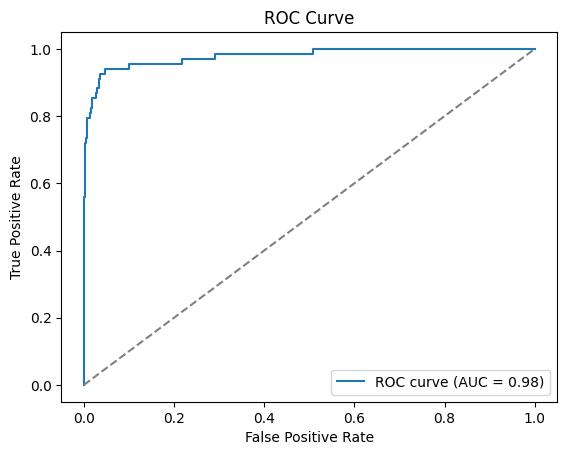 ROC Curve
True Positive Rate
1.0
0.8
0.6
0.4
0.2
0.0
0.0 0.2 0.4 0.6 0.8 1.0
False Positive Rate
ROC curve (AUC = 0.98)